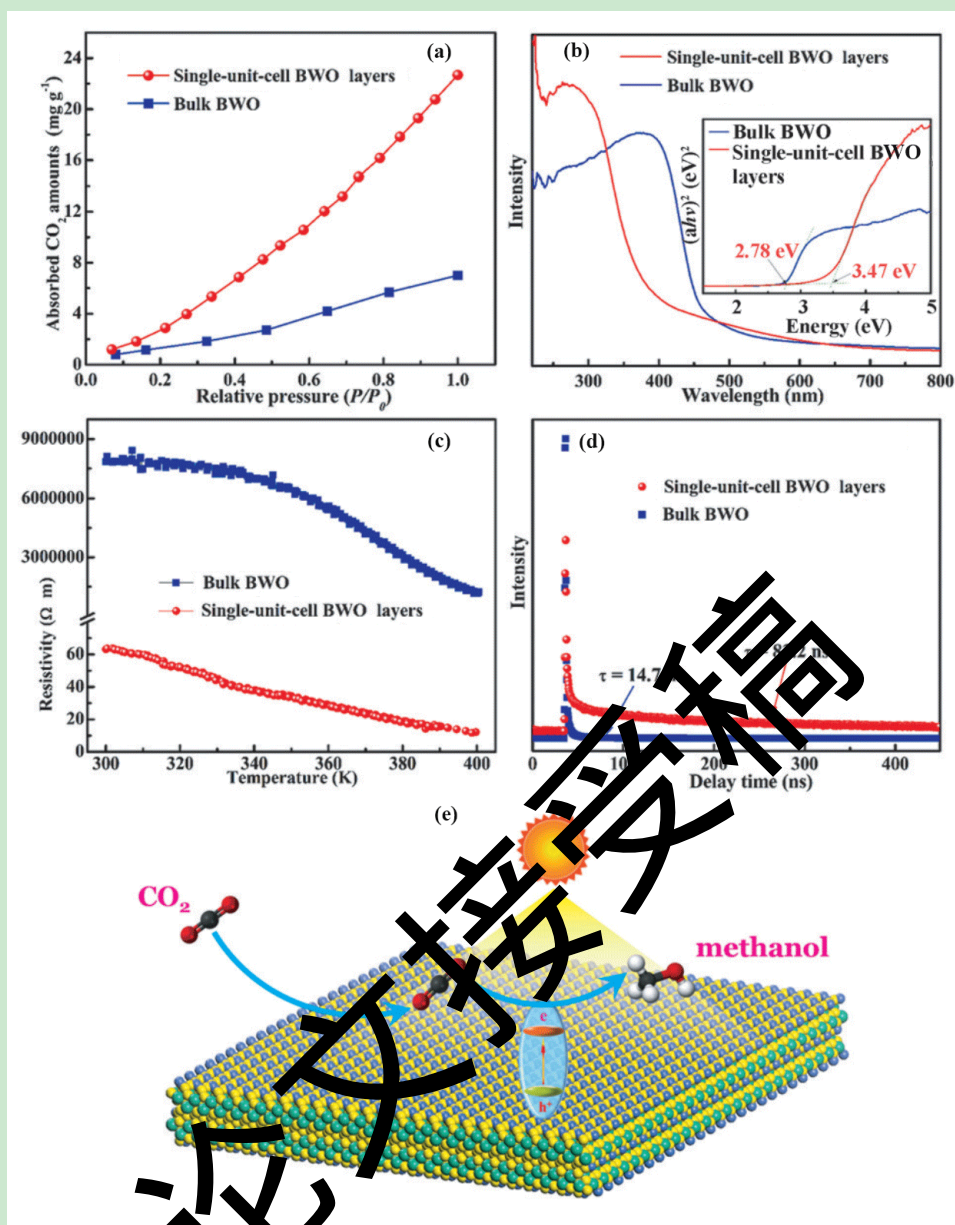 (a)
24
20
16
12
8
4
0
Absorbed CO₂ amounts (mg g⁻¹)
Single-unit-cell BWO layers
Bulk BWO
0.0 0.2 0.4 0.6 0.8 1.0
Relative pressure (P/P₀)
(b)
Single-unit-cell BWO layers
Bulk BWO
Intensity
Bulk BWO
Single-unit-cell BWO
layers
(ahν)² (eV)²
2.78 eV
3.47 eV
2 3 4 5
Energy (eV)
300 400 500 600 700 800
Wavelength (nm)
(c)
9000000
6000000
3000000
60
40
20
0
Resistivity (Ω m)
Bulk BWO
Single-unit-cell BWO layers
300 320 340 360 380 400
Temperature (K)
(d)
Single-unit-cell BWO layers
Bulk BWO
Intensity
τ = 14.7
ns
0 200 300 400
Delay time (ns)
(e)
CO₂
methanol
e
h⁺
论文接受稿